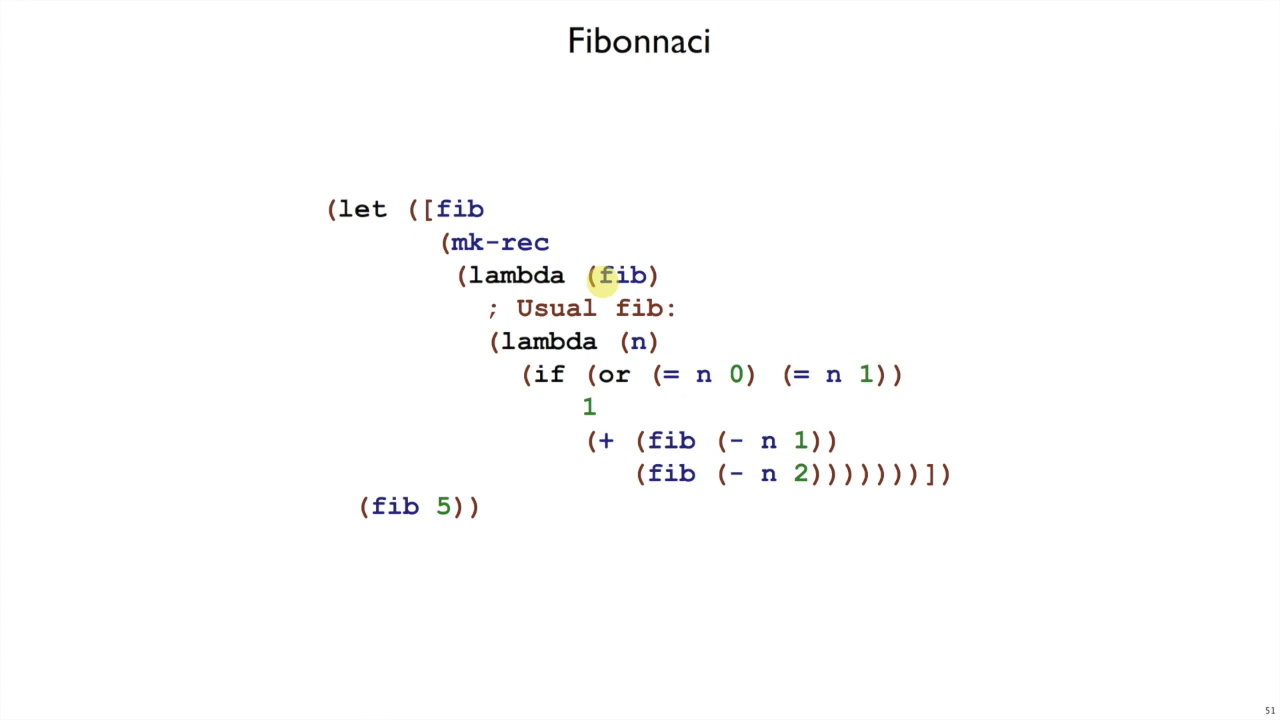 Fibonnaci
(let ([fib
(mk-rec
(lambda (fib)
; Usual fib:
(lambda (n)
(if (or (= n 0) (= n 1))
1
(+ (fib (- n 1))
(fib (- n 2)))))))])
(fib 5))
51